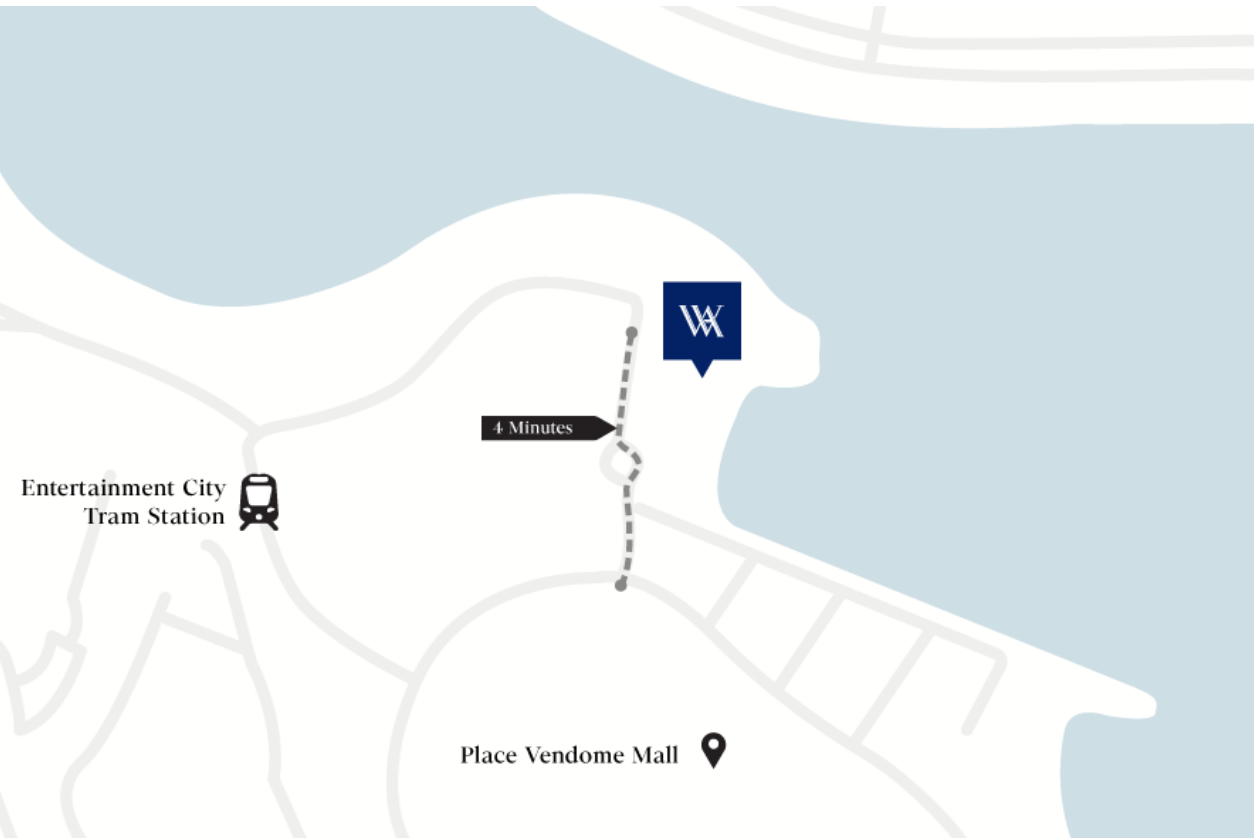 WA
4 Minutes
Entertainment City
Tram Station
Place Vendome Mall